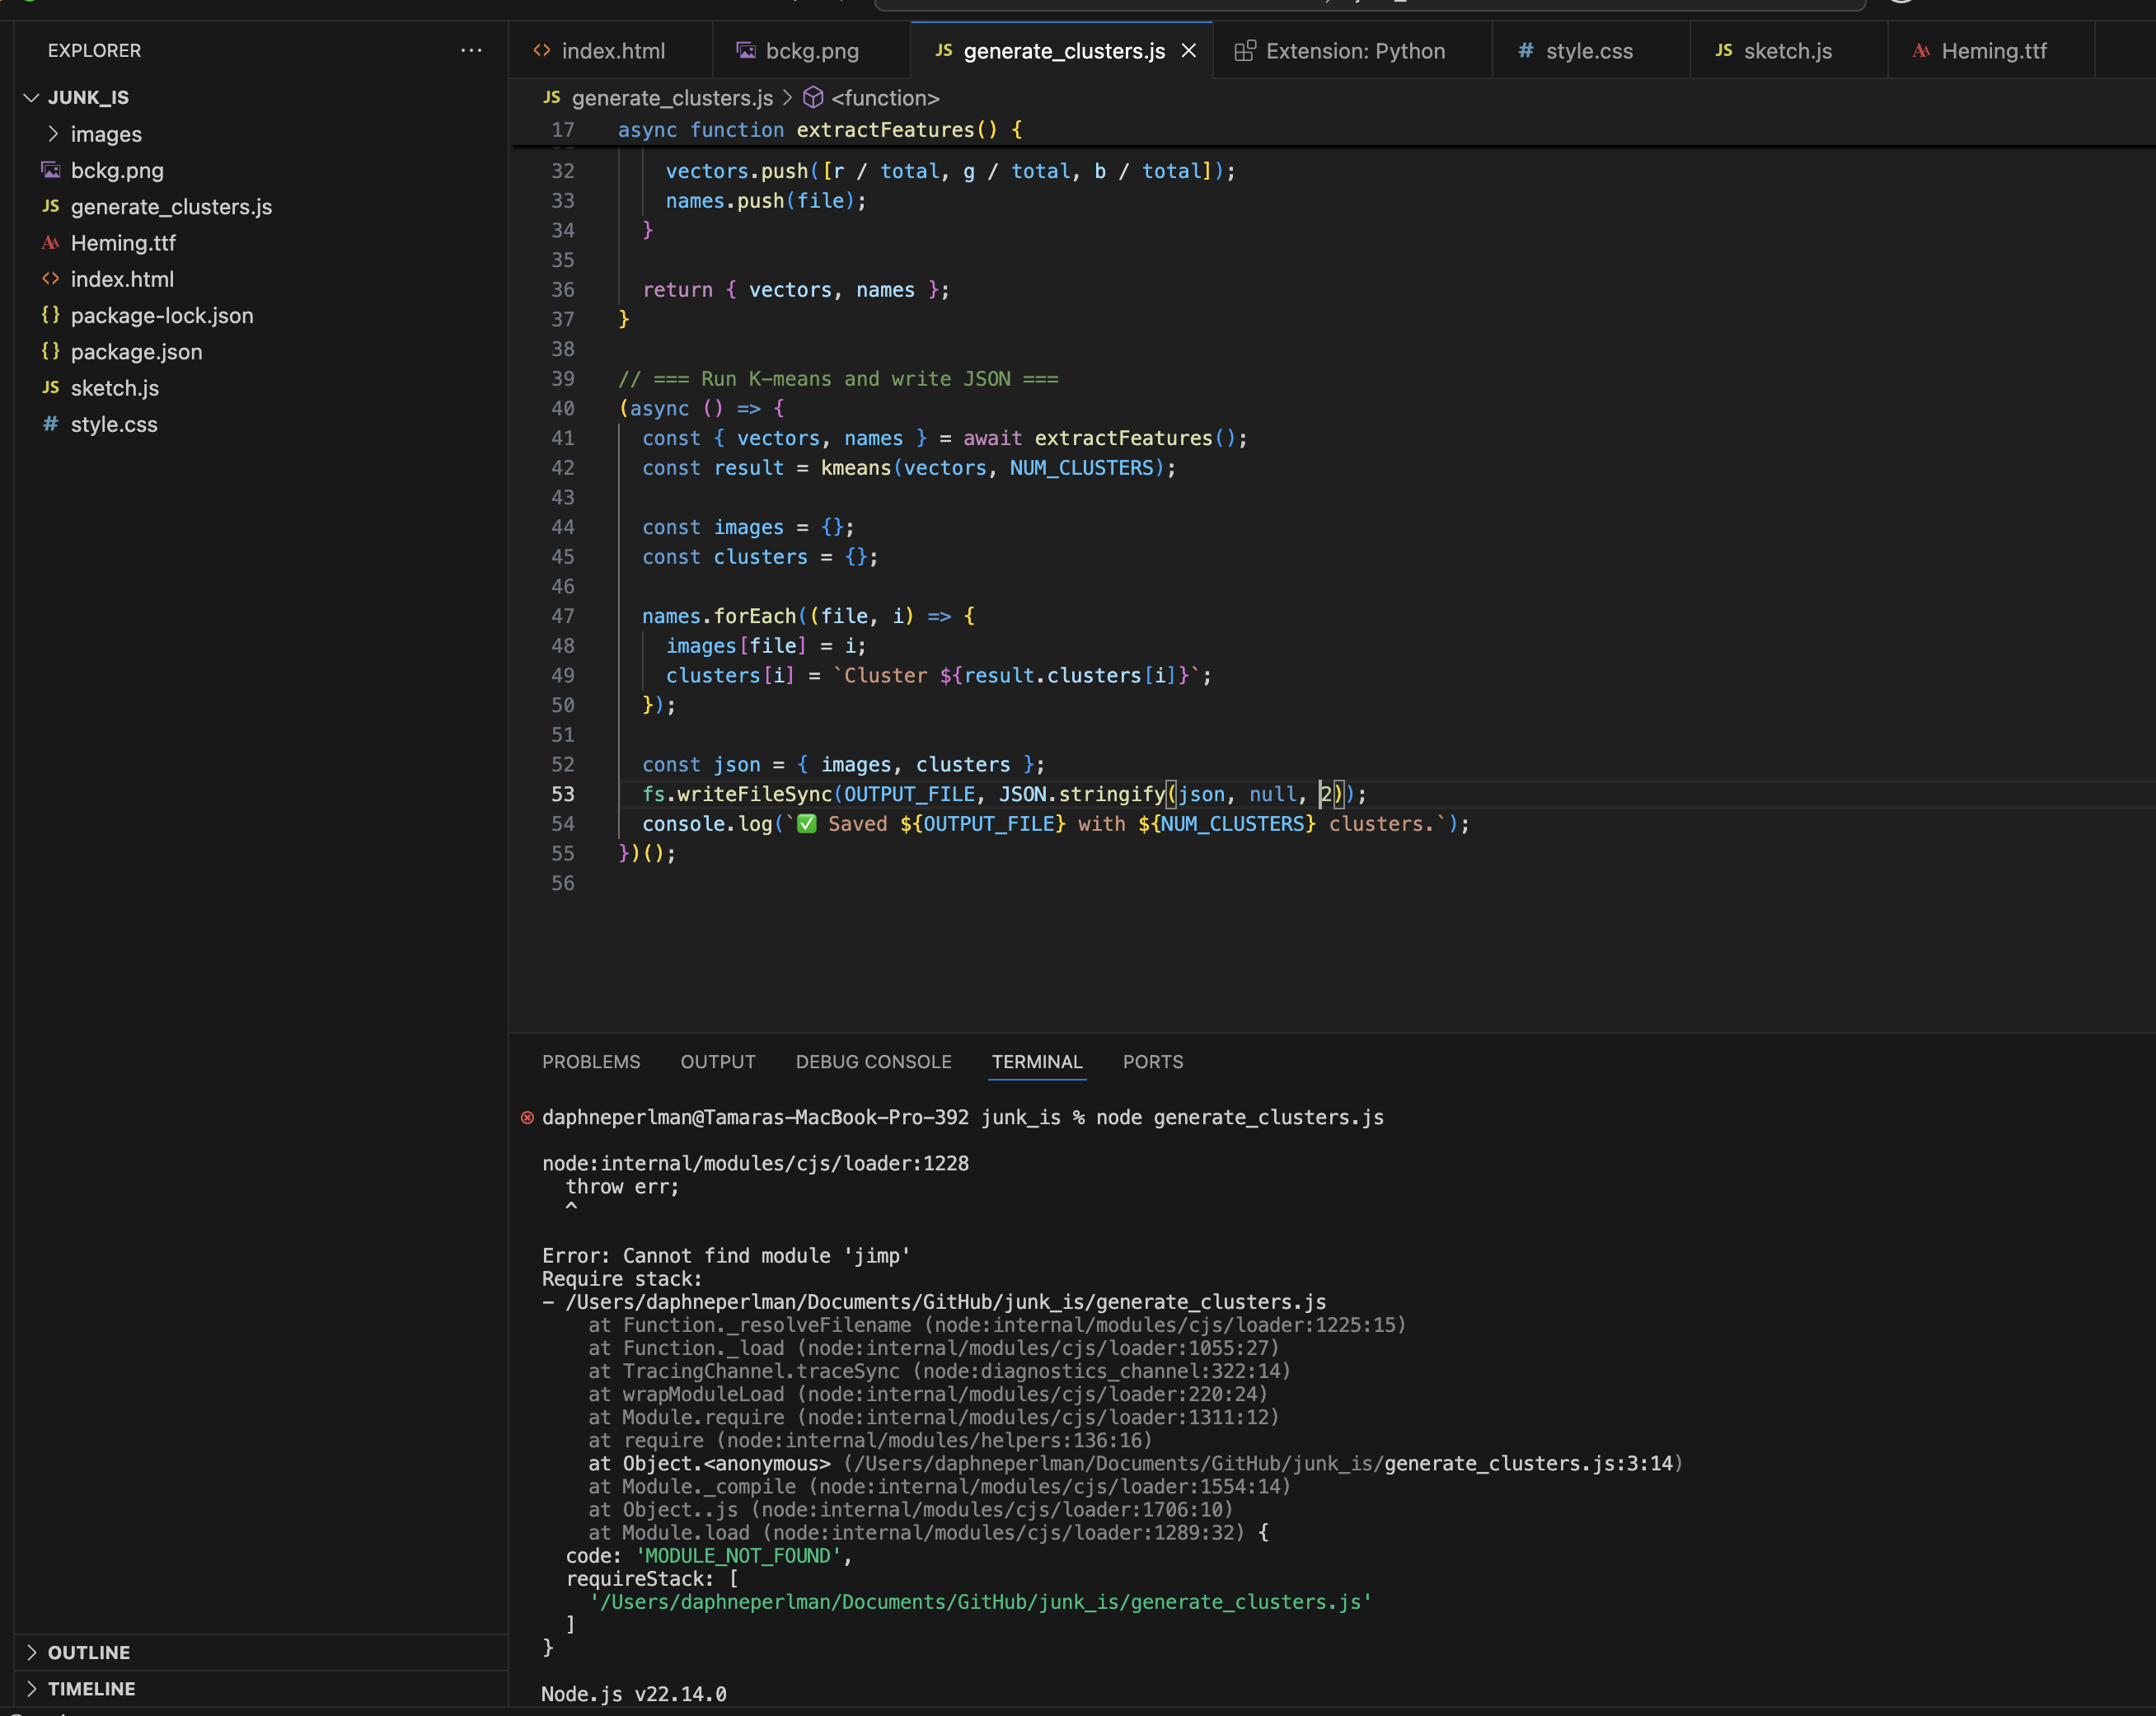 EXPLORER
JUNK_IS
images
bckg.png
generate_clusters.js
Heming.ttf
index.html
package-lock.json
package.json
sketch.js
style.css
OUTLINE
TIMELINE
index.html
bckg.png
JS generate_clusters.js
Extension: Python
# style.css
JS sketch.js
Heming.ttf
JS generate_clusters.js > <function>
17 async function extractFeatures() {
32 vectors.push([r / total, g / total, b / total]);
33 names.push(file);
34 }
35
36 return { vectors, names };
37 }
38
39 // === Run K-means and write JSON ===
40 (async () => {
41 const { vectors, names } = await extractFeatures();
42 const result = kmeans(vectors, NUM_CLUSTERS);
43
44 const images = {};
45 const clusters = {};
46
47 names.forEach((file, i) => {
48 images[file] = i;
49 clusters[i] = `Cluster ${result.clusters[i]}`;
50 });
51
52 const json = { images, clusters };
53 fs.writeFileSync(OUTPUT_FILE, JSON.stringify(json, null, 2));
54 console.log(`✅ Saved ${OUTPUT_FILE} with ${NUM_CLUSTERS} clusters.`);
55 })();
56
PROBLEMS OUTPUT DEBUG CONSOLE TERMINAL PORTS
daphneperlman@Tamaras-MacBook-Pro-392 junk_is % node generate_clusters.js
node:internal/modules/cjs/loader:1228
throw err;
^
Error: Cannot find module 'jimp'
Require stack:
- /Users/daphneperlman/Documents/GitHub/junk_is/generate_clusters.js
at Function._resolveFilename (node:internal/modules/cjs/loader:1225:15)
at Function._load (node:internal/modules/cjs/loader:1055:27)
at TracingChannel.traceSync (node:diagnostics_channel:322:14)
at wrapModuleLoad (node:internal/modules/cjs/loader:220:24)
at Module.require (node:internal/modules/cjs/loader:1311:12)
at require (node:internal/modules/helpers:136:16)
at Object.<anonymous> (/Users/daphneperlman/Documents/GitHub/junk_is/generate_clusters.js:3:14)
at Module._compile (node:internal/modules/cjs/loader:1554:14)
at Object..js (node:internal/modules/cjs/loader:1706:10)
at Module.load (node:internal/modules/cjs/loader:1289:32) {
code: 'MODULE_NOT_FOUND',
requireStack: [
'/Users/daphneperlman/Documents/GitHub/junk_is/generate_clusters.js'
]
}
Node.js v22.14.0